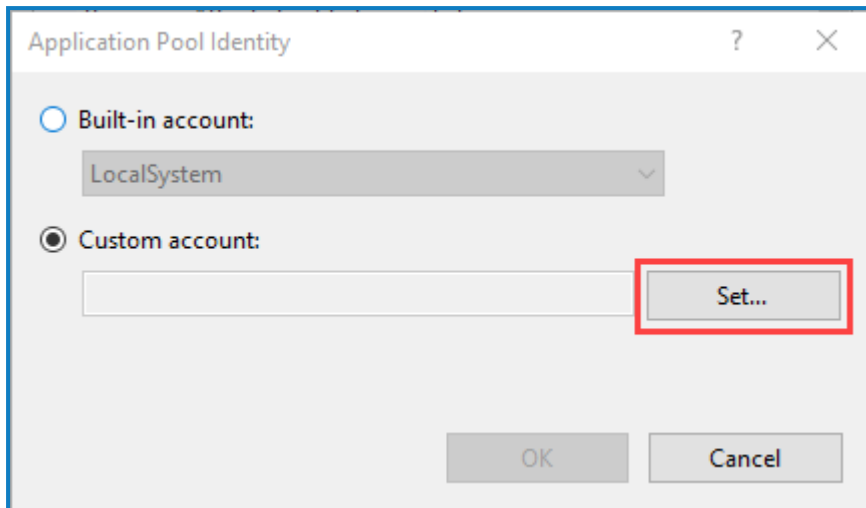 Application Pool Identity
?
Built-in account:
LocalSystem
Custom account:
Set...
OK
Cancel